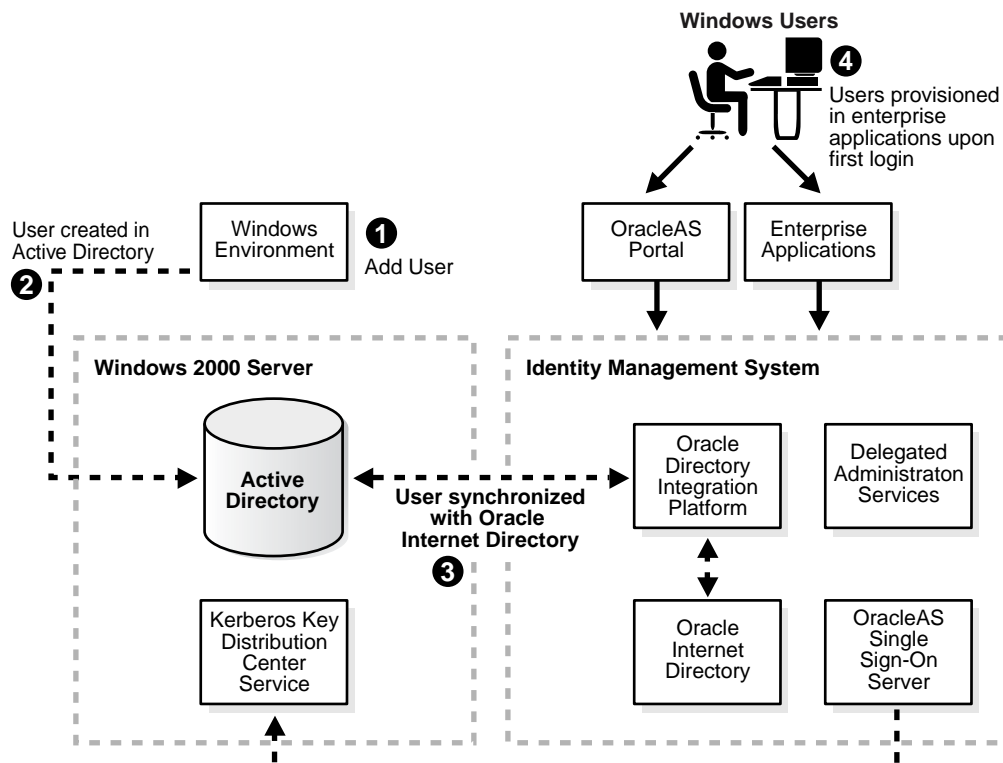 Windows Users
4
Users provisioned
in enterprise
applications upon
first login
User created in
Active Directory
2
Windows
Environment
1
Add User
OracleAS
Portal
Enterprise
Applications
Windows 2000 Server
Active
Directory
User synchronized
with Oracle
Internet Directory
3
Kerberos Key
Distribution
Center
Service
Identity Management System
Oracle
Directory
Integration
Platform
Delegated
Administraton
Services
Oracle
Internet
Directory
OracleAS
Single
Sign-On
Server